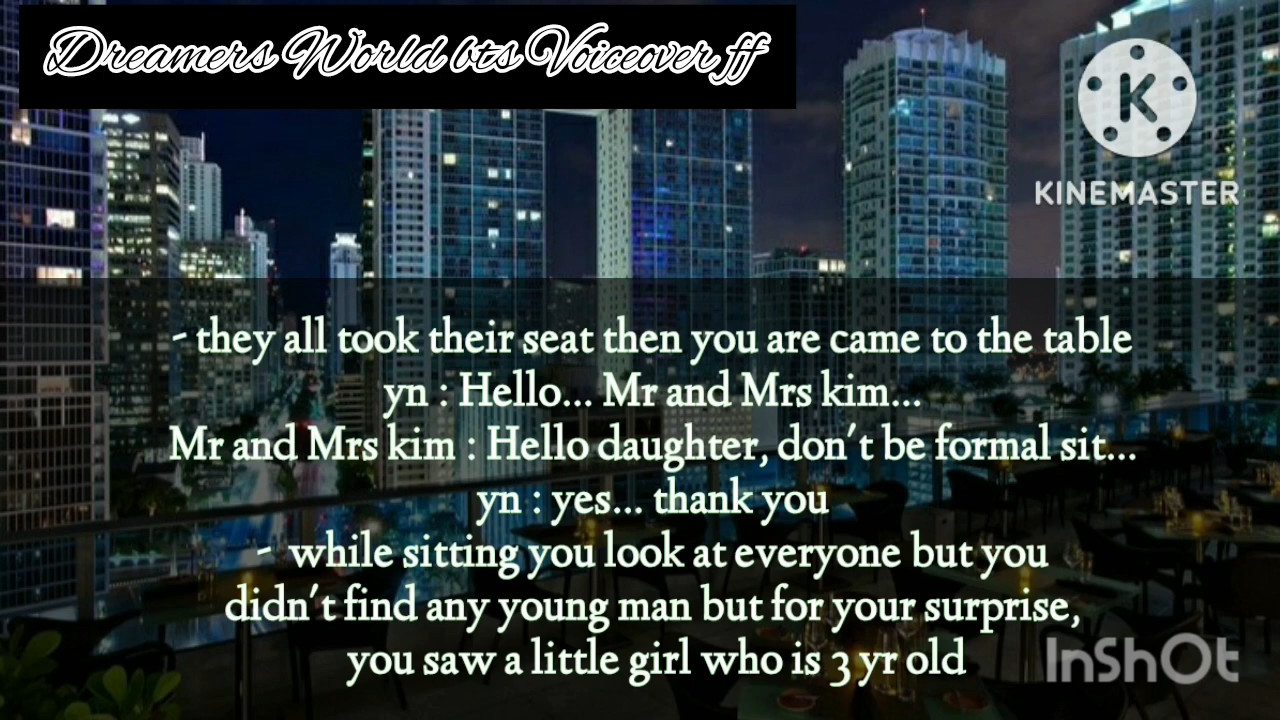 Dreamers World bts Voiceover ff
K
KINEMASTER
- they all took their seat then you are came to the table
yn : Hello... Mr and Mrs kim...
Mr and Mrs kim : Hello daughter, don't be formal sit...
yn : yes... thank you
- while sitting you look at everyone but you
didn't find any young man but for your surprise,
you saw a little girl who is 3 yr old
InShOt